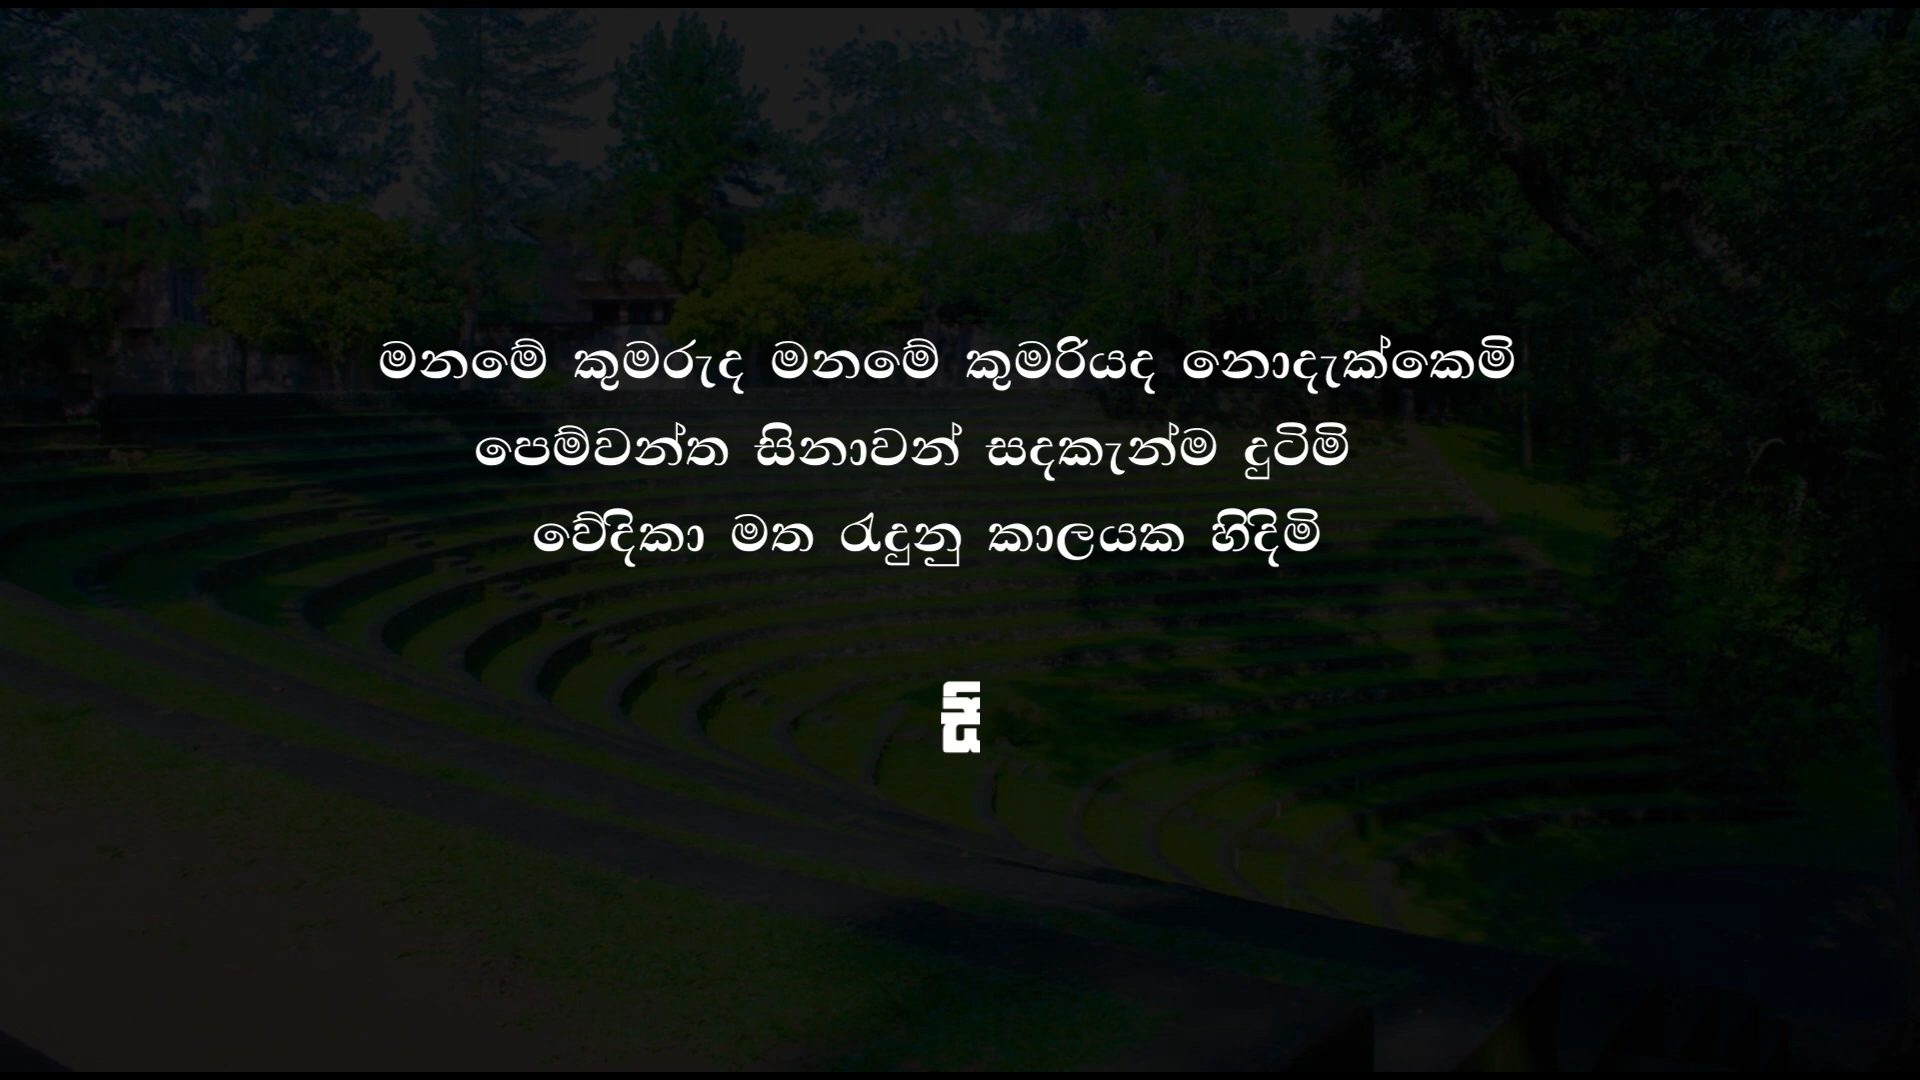 මනමේ කුමරුද මනමේ කුමරියද නොදැක්කෙමි
පෙම්වන්ත සිනාවන් සදකැන්ම දුටිමි
වේදිකා මත රැඳුනු කාලයක හිඳිමි